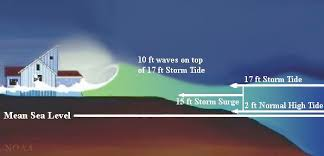 10 ft waves on top
of 17 ft Storm Tide
17 ft Storm Tide
15 ft Storm Surge
2 ft Normal High Tide
Mean Sea Level
NOAA